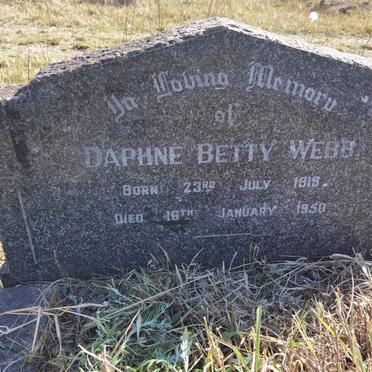 In Loving Memory
of
DAPHNE BETTY WEBB
BORN 23RD JULY 1919.
DIED 16TH JANUARY 1950